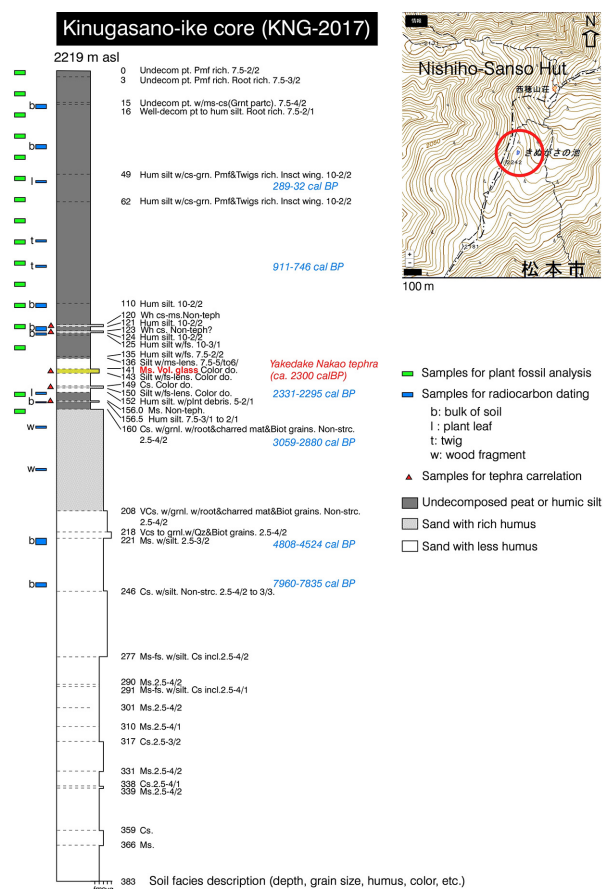 Kinugasano-ike core (KNG-2017)
2219 m asl
0 Undecom pt. Pmf rich. 7.5-2/2
3 Undecom pt. Pmf rich. Root rich. 7.5-3/2
15 Undecom pt. w/ms-cs(Grnt partc). 7.5-4/2
b
16 Well-decom pt to hum silt. Root rich. 7.5-2/1
b
49 Hum silt w/cs-grn. Pmf&Twigs rich. Insct wing. 10-2/2
l
289-32 cal BP
62 Hum silt w/cs-grn. Pmf&Twigs rich. Inst wing. 10-2/2
t
t
911-746 cal BP
b
110 Hum silt. 10-2/2
120 Wh cs-ms.Non-teph
121 Hum silt. 10-2/2
b
123 Wh cs. Non-teph?
b
124 Hum silt. 10-2/2
125 Hum silt w/fs. 10-3/1
135 Hum silt w/fs. 7.5-2/2
136 Silt w/ms-lens. 7.5-5/to6/
141 Ms. Vol. glass Color do.
143 Silt w/fs-lens. Color do.
Yakedake Nakao tephra
(ca. 2300 calBP)
149 Cs. Color do.
l
150 Silt w/fs-lens. Color do.
2331-2295 cal BP
b
152 Hum silt. w/plnt debris. 5-2/1
156.0 Ms. Non-teph.
156.5 Hum silt. 7.5-3/1 to 2/1
w
160 Cs. w/grnl. w/root&charred mat&Biot grains. Non-strc.
2.5-4/2
3059-2880 cal BP
w
208 VCs. w/grnl. w/root&charred mat&Biot grains. Non-strc.
2.5-4/2
218 Vcs to grnl.w/Qz&Biot grains. 2.5-4/2
b
221 Ms. w/silt. 2.5-3/2
4808-4524 cal BP
b
7960-7835 cal BP
246 Cs. w/silt. Non-strc. 2.5-4/2 to 3/3.
277 Ms-fs. w/silt. Cs incl.2.5-4/2
290 Ms.2.5-4/2
291 Ms-fs. w/silt. Cs incl.2.5-4/1
301 Ms.2.5-4/2
310 Ms.2.5-4/1
317 Cs.2.5-3/2
331 Ms.2.5-4/2
338 Cs.2.5-4/1
339 Ms.2.5-4/2
359 Cs.
366 Ms.
383 Soil facies description (depth, grain size, humus, color, etc.)
情報
N
Nishiho-Sanso Hut
西穂山荘
きぬがさの池
松本市
100 m
Samples for plant fossil analysis
Samples for radiocarbon dating
b: bulk of soil
l : plant leaf
t: twig
w: wood fragment
Samples for tephra carrelation
Undecomposed peat or humic silt
Sand with rich humus
Sand with less humus